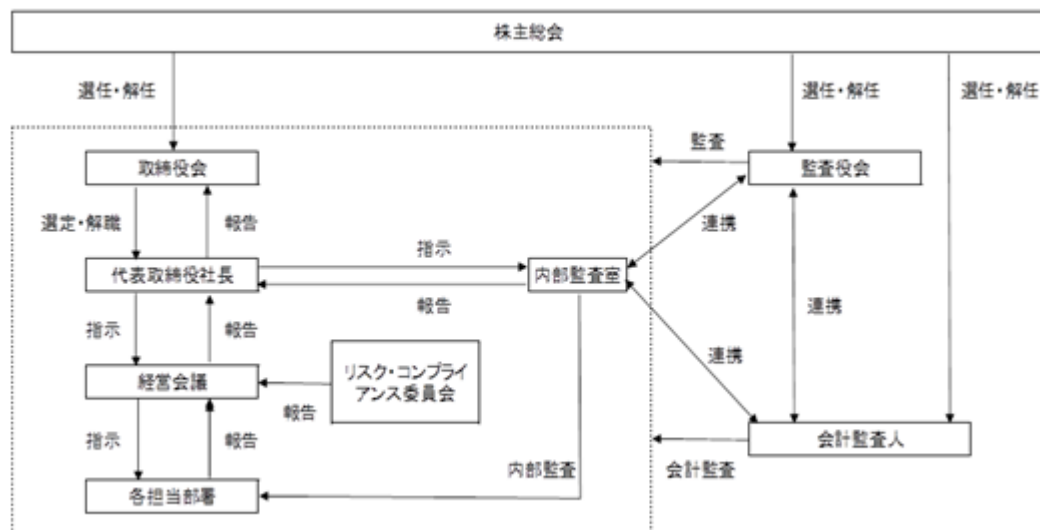 株主総会
選任・解任
選任・解任
選任・解任
監査
取締役会
監査役会
選定・解職
報告
連携
指示
代表取締役社長
内部監査室
報告
連携
指示
報告
連携
リスク・コンプライ
アンス委員会
経営会議
報告
指示
報告
会計監査人
内部監査
会計監査
各担当部署